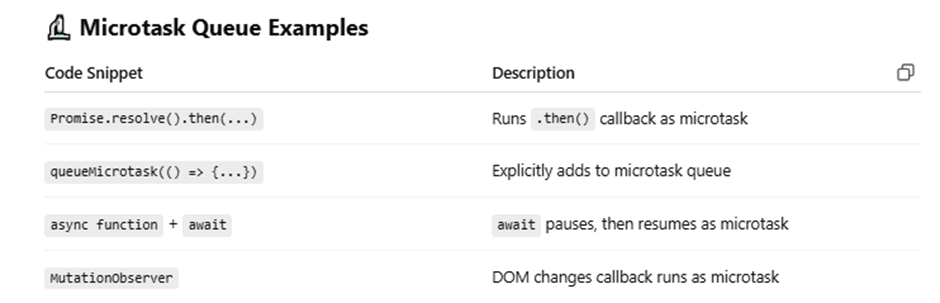 Microtask Queue Examples
Code Snippet Description
Promise.resolve().then(...) Runs .then() callback as microtask
queueMicrotask(() => {...}) Explicitly adds to microtask queue
async function + await await pauses, then resumes as microtask
MutationObserver DOM changes callback runs as microtask